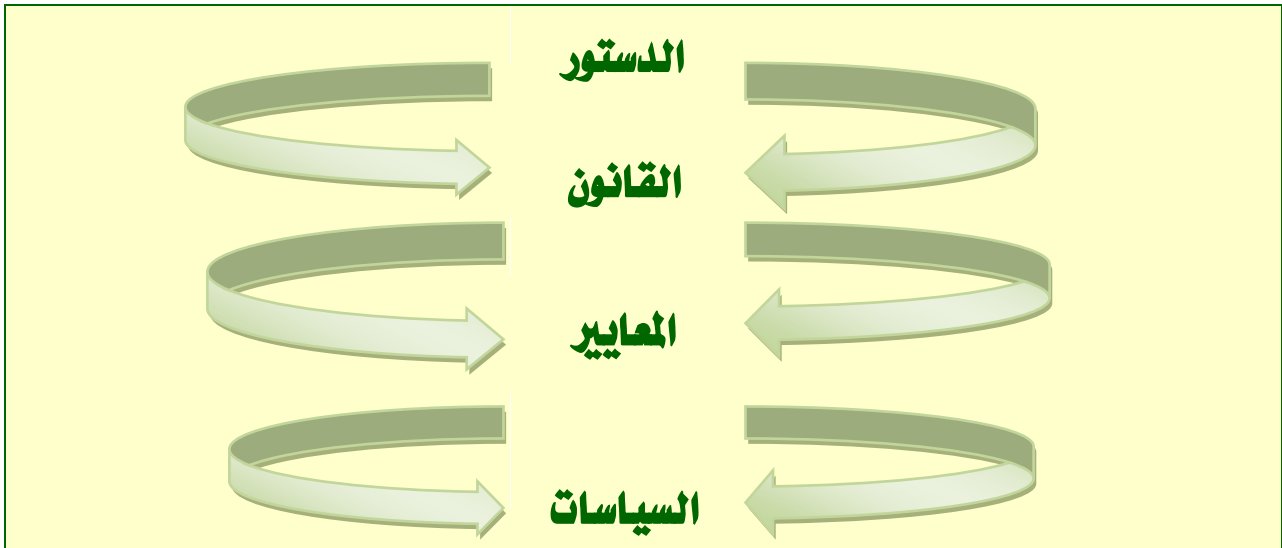 الدستور
القانون
المعايير
السياسات